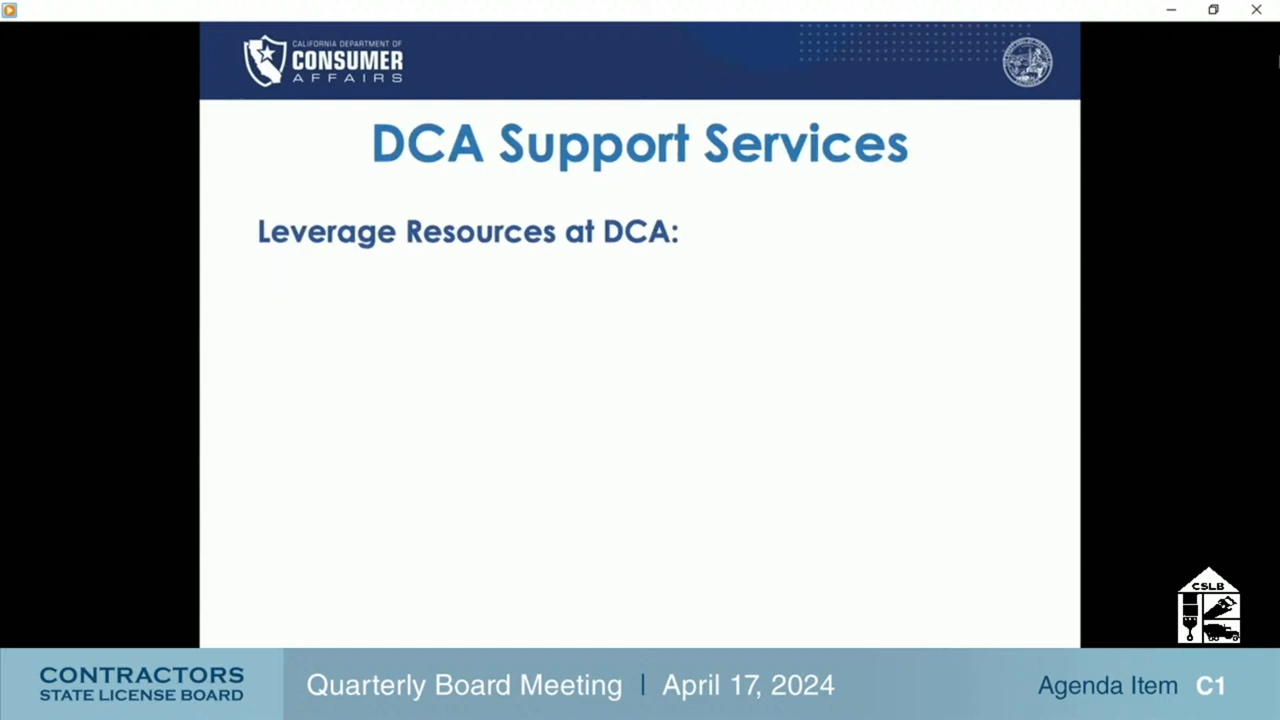 CALIFORNIA DEPARTMENT OF
CONSUMER
AFFAIRS
DCA Support Services
Leverage Resources at DCA:
CSLB
CONTRACTORS
STATE LICENSE BOARD
Quarterly Board Meeting | April 17, 2024
Agenda Item C1